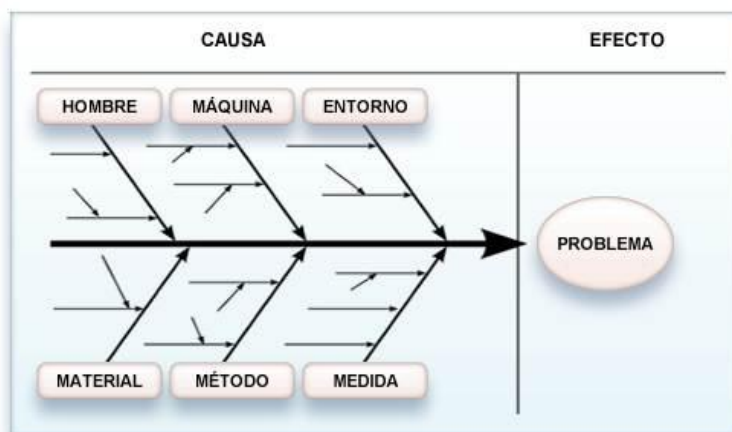 CAUSA
EFECTO
HOMBRE
MÁQUINA
ENTORNO
PROBLEMA
MATERIAL
MÉTODO
MEDIDA